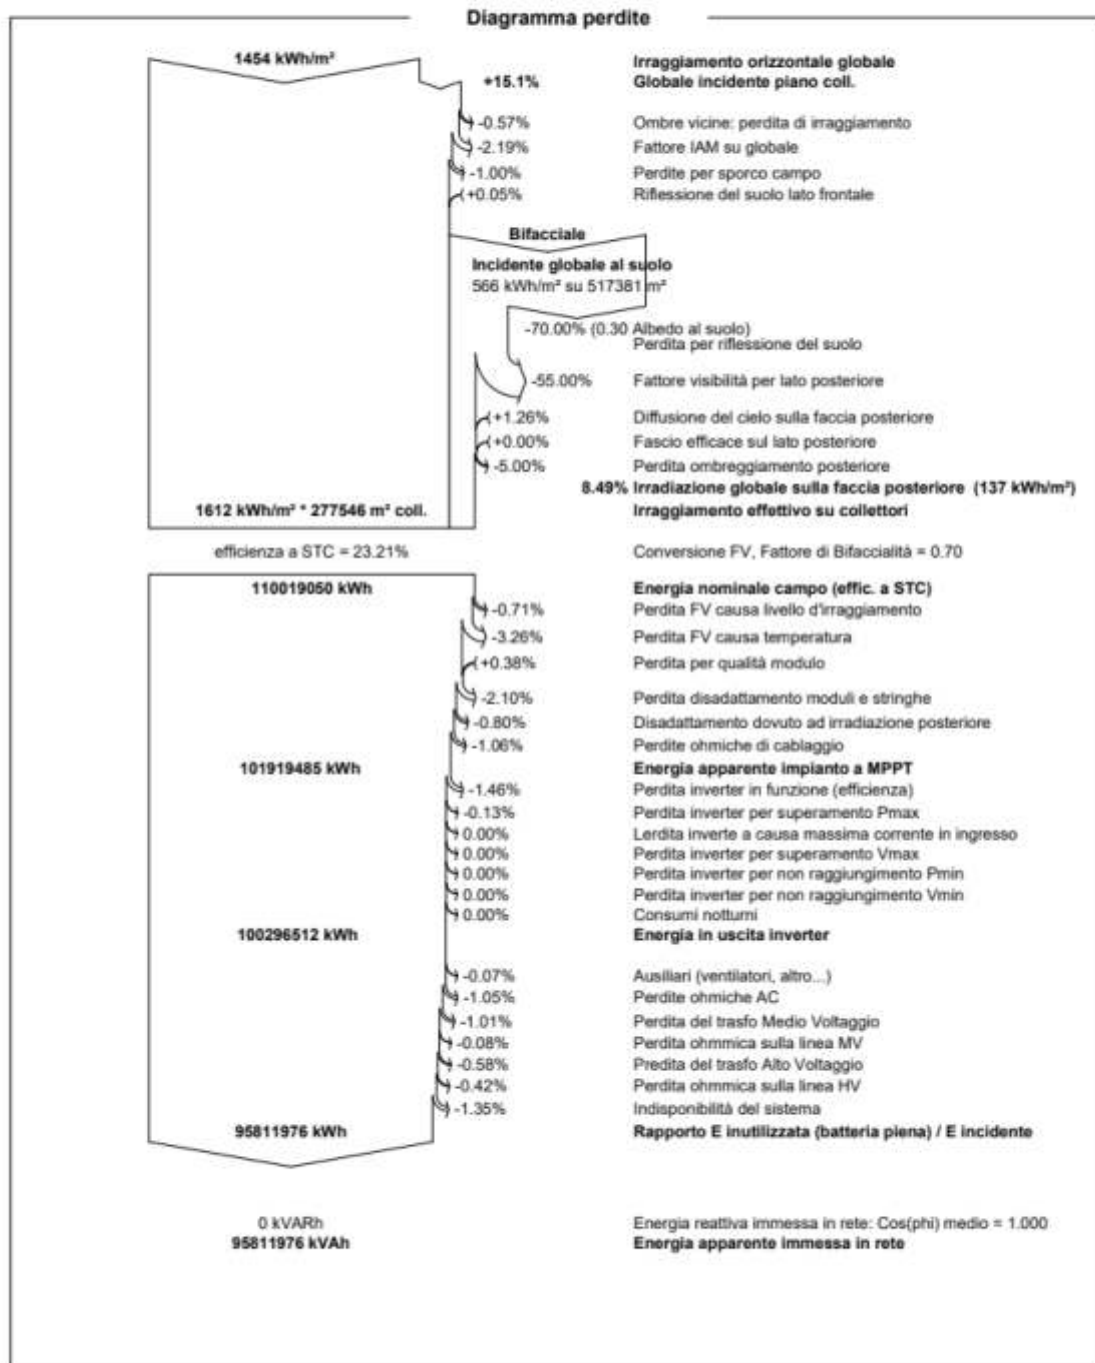 Diagramma perdite
1454 kWh/m²
Irraggiamento orizzontale globale
+15.1% Globale incidente piano coll.
-0.57% Ombre vicine: perdita di irraggiamento
-2.19% Fattore IAM su globale
-1.00% Perdite per sporco campo
+0.05% Riflessione del suolo lato frontale
Bifacciale
Incidente globale al suolo
566 kWh/m² su 517381 m²
-70.00% (0.30 Albedo al suolo)
Perdita per riflessione del suolo
-55.00% Fattore visibilità per lato posteriore
+1.26% Diffusione del cielo sulla faccia posteriore
+0.00% Fascio efficace sul lato posteriore
-5.00% Perdita ombreggiamento posteriore
8.49% Irradiazione globale sulla faccia posteriore (137 kWh/m²)
1612 kWh/m² * 277546 m² coll. Irraggiamento effettivo su collettori
efficienza a STC = 23.21% Conversione FV, Fattore di Bifaccialità = 0.70
110019050 kWh Energia nominale campo (effic. a STC)
-0.71% Perdita FV causa livello d'irraggiamento
-3.26% Perdita FV causa temperatura
+0.38% Perdita per qualità modulo
-2.10% Perdita disadattamento moduli e stringhe
-0.80% Disadattamento dovuto ad irradiazione posteriore
-1.06% Perdite ohmiche di cablaggio
101919485 kWh Energia apparente impianto a MPPT
-1.46% Perdita inverter in funzione (efficienza)
-0.13% Perdita inverter per superamento Pmax
0.00% Lerdita inverte a causa massima corrente in ingresso
0.00% Perdita inverter per superamento Vmax
0.00% Perdita inverter per non raggiungimento Pmin
0.00% Perdita inverter per non raggiungimento Vmin
0.00% Consumi notturni
100296512 kWh Energia in uscita inverter
-0.07% Ausiliari (ventilatori, altro...)
-1.05% Perdite ohmiche AC
-1.01% Perdita del trasfo Medio Voltaggio
-0.08% Perdita ohmmica sulla linea MV
-0.58% Predita del trasfo Alto Voltaggio
-0.42% Perdita ohmmica sulla linea HV
-1.35% Indisponibilità del sistema
95811976 kWh Rapporto E inutilizzata (batteria piena) / E incidente
0 kVARh Energia reattiva immessa in rete: Cos(phi) medio = 1.000
95811976 kVAh Energia apparente immessa in rete